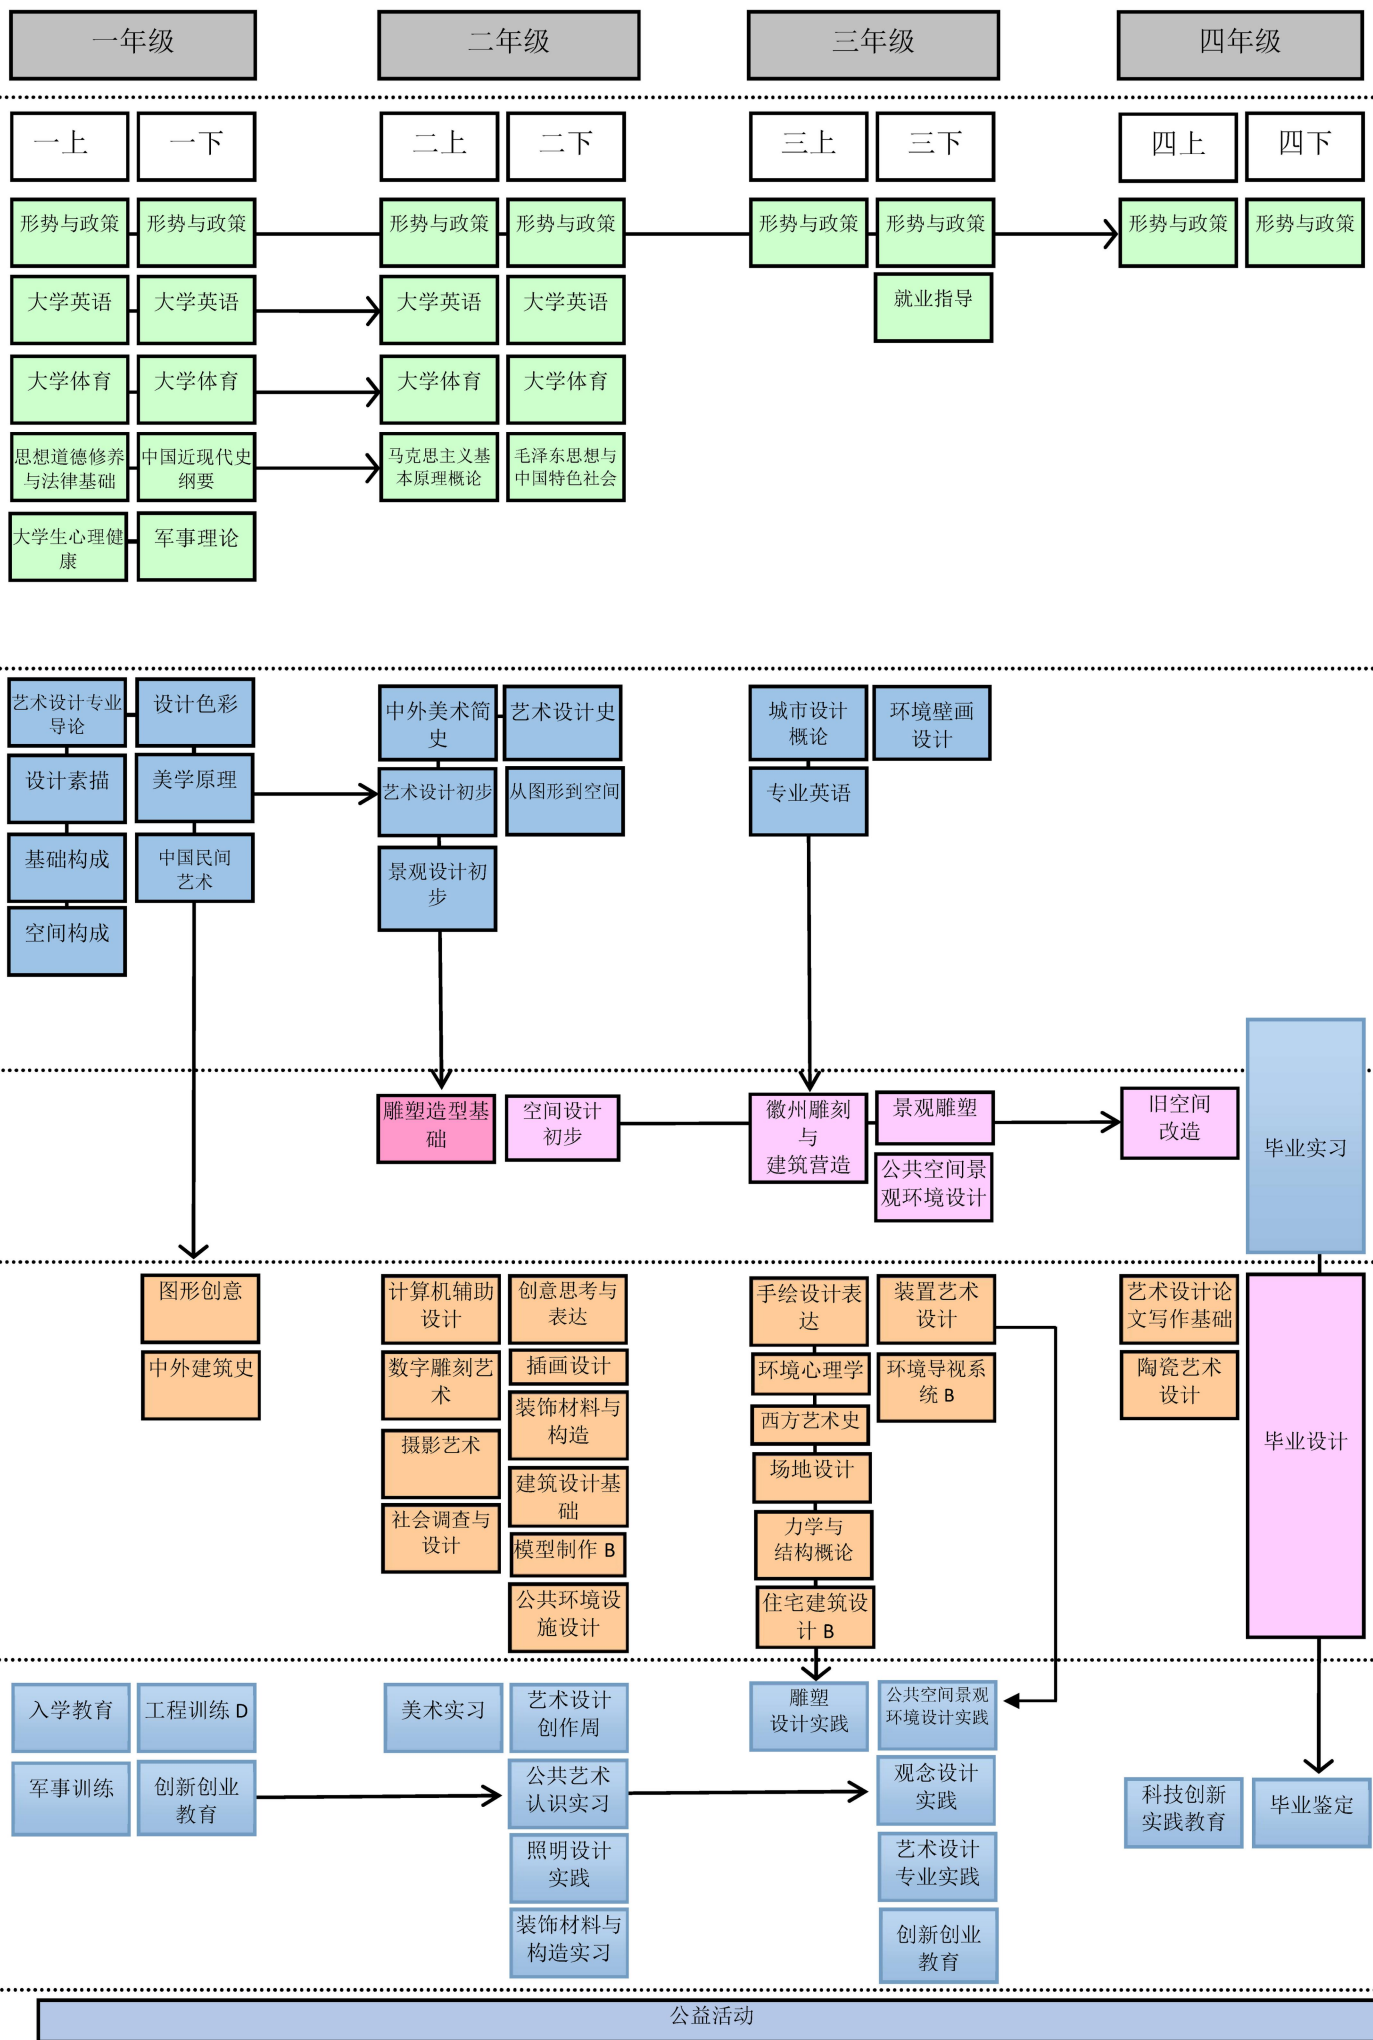 一年级
二年级
三年级
四年级
一上
一下
二上
二下
三上
三下
四上
四下
形势与政策
形势与政策
形势与政策
形势与政策
形势与政策
形势与政策
形势与政策
形势与政策
大学英语
大学英语
大学英语
大学英语
就业指导
大学体育
大学体育
大学体育
大学体育
思想道德修养
与法律基础
中国近现代史
纲要
马克思主义基
本原理概论
毛泽东思想与
中国特色社会
大学生心理健
康
军事理论
艺术设计专业
导论
设计色彩
中外美术简
史
艺术设计史
城市设计
概论
环境壁画
设计
设计素描
美学原理
艺术设计初步
从图形到空间
专业英语
基础构成
中国民间
艺术
景观设计初
步
空间构成
雕塑造型基
础
空间设计
初步
徽州雕刻
与
建筑营造
景观雕塑
公共空间景
观环境设计
旧空间
改造
毕业实习
图形创意
中外建筑史
计算机辅助
设计
数字雕刻艺
术
摄影艺术
社会调查与
设计
创意思考与
表达
插画设计
装饰材料与
构造
建筑设计基
础
模型制作 B
公共环境设
施设计
手绘设计表
达
环境心理学
西方艺术史
场地设计
力学与
结构概论
住宅建筑设
计 B
装置艺术
设计
环境导视系
统 B
艺术设计论
文写作基础
陶瓷艺术
设计
毕业设计
入学教育
工程训练 D
美术实习
艺术设计
创作周
雕塑
设计实践
公共空间景观
环境设计实践
军事训练
创新创业
教育
公共艺术
认识实习
观念设计
实践
科技创新
实践教育
毕业鉴定
照明设计
实践
艺术设计
专业实践
装饰材料与
构造实习
创新创业
教育
公益活动